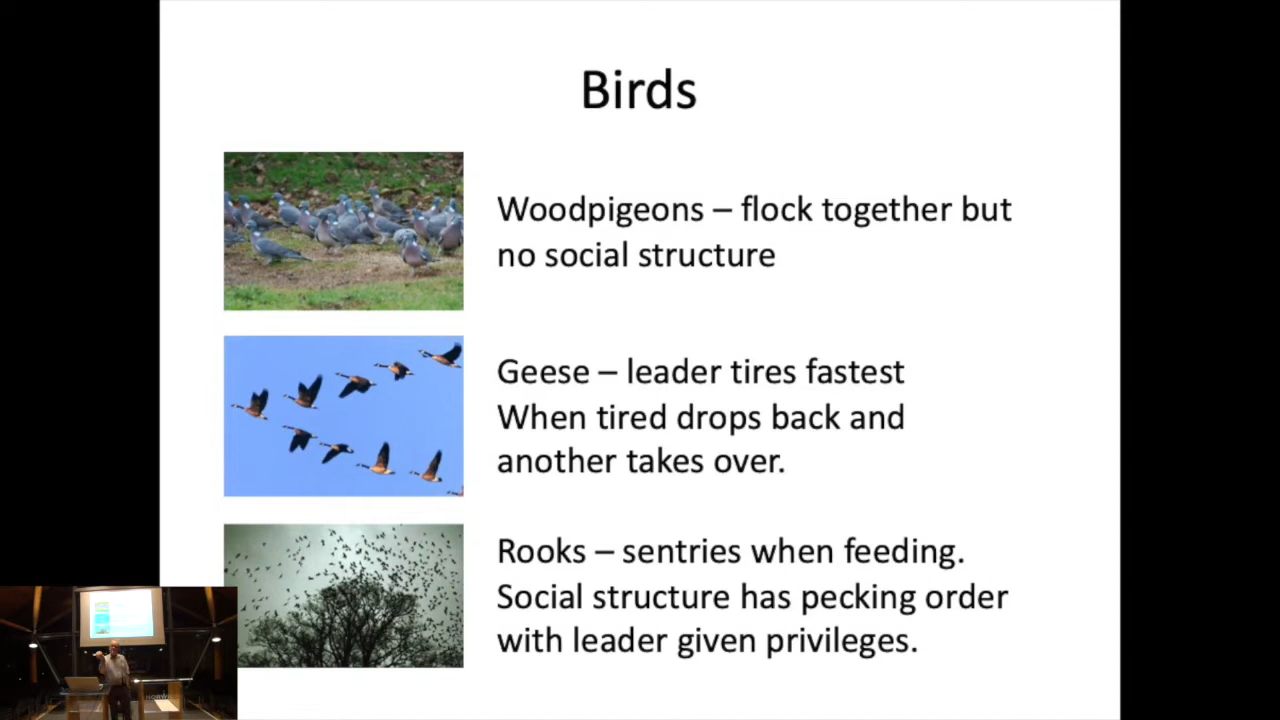 Birds
Woodpigeons – flock together but
no social structure
Geese – leader tires fastest
When tired drops back and
another takes over.
Rooks – sentries when feeding.
Social structure has pecking order
with leader given privileges.